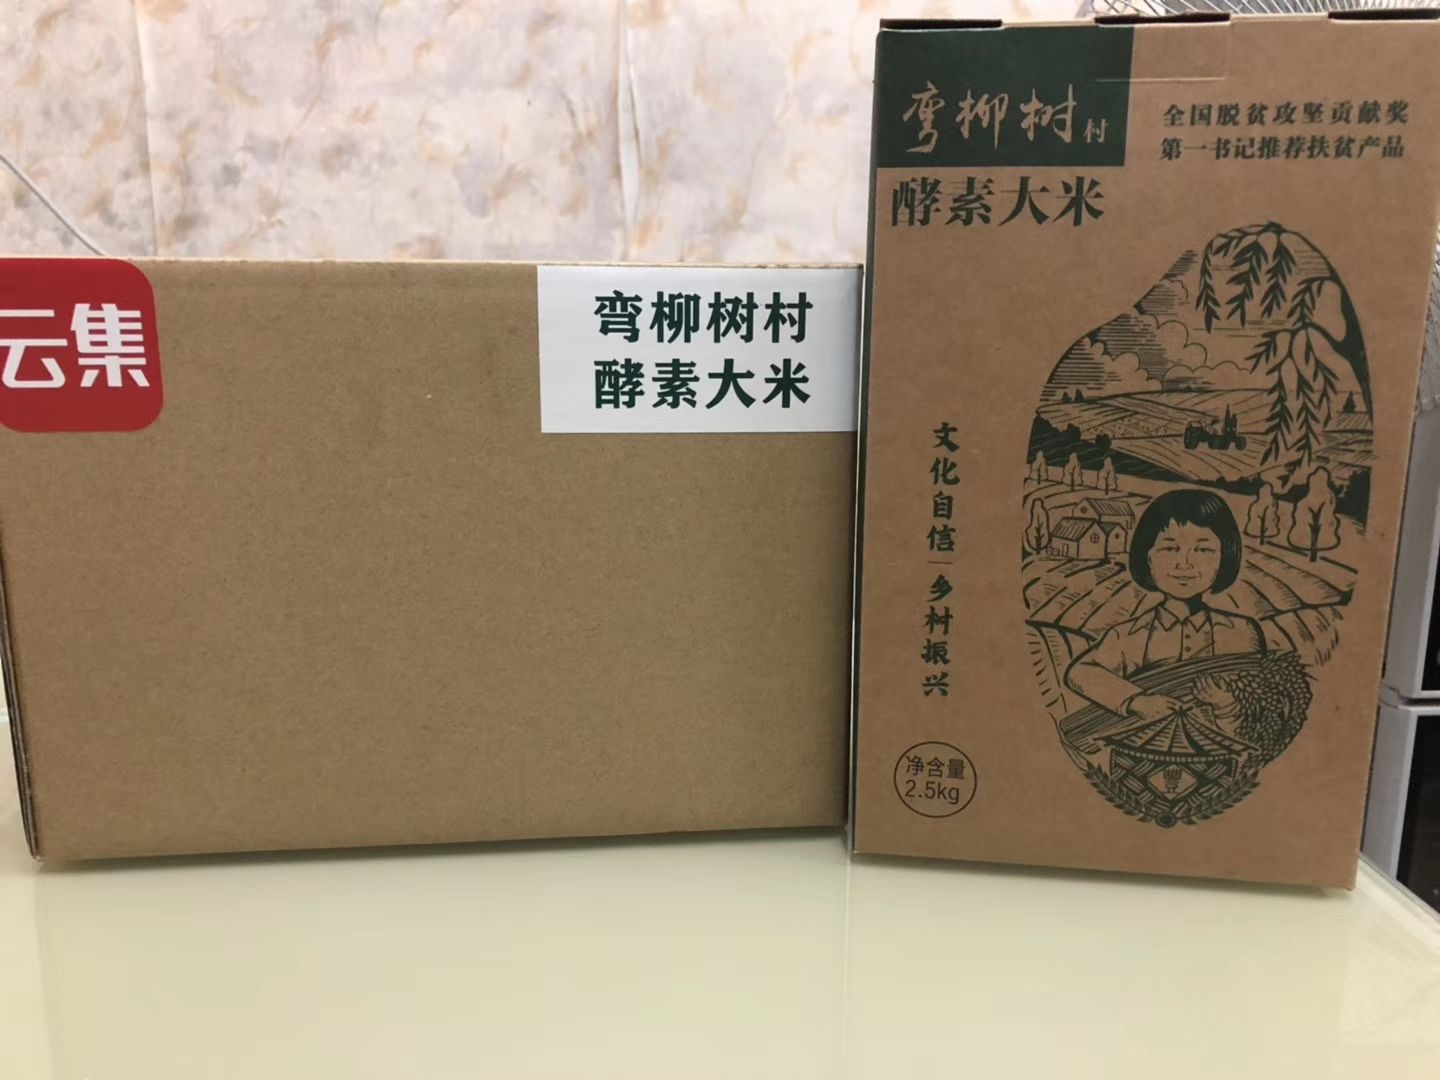 云集
弯柳树村
酵素大米
弯柳树村
酵素大米
全国脱贫攻坚贡献奖
第一书记推荐扶贫产品
文化自信|乡村振兴
净含量
2.5kg